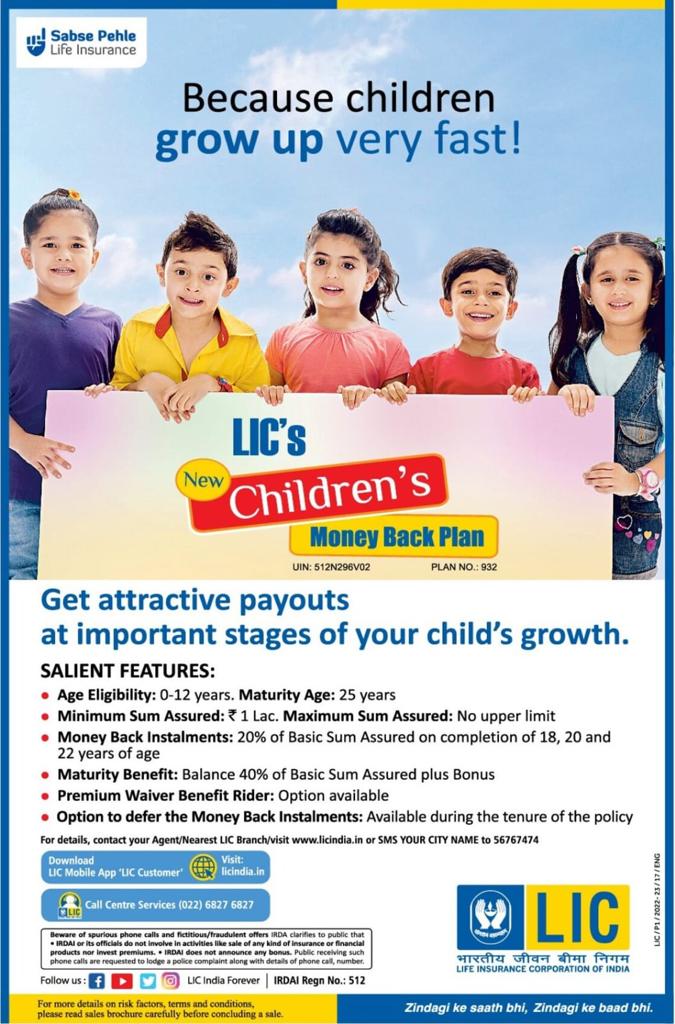 Sabse Pehle
Life Insurance
Because children
grow up very fast!
LIC's
New
Children's
Money Back Plan
UIN: 512N296V02 PLAN NO.: 932
Get attractive payouts
at important stages of your child's growth.
SALIENT FEATURES:
• Age Eligibility: 0-12 years. Maturity Age: 25 years
• Minimum Sum Assured: ₹ 1 Lac. Maximum Sum Assured: No upper limit
• Money Back Instalments: 20% of Basic Sum Assured on completion of 18, 20 and
22 years of age
• Maturity Benefit: Balance 40% of Basic Sum Assured plus Bonus
• Premium Waiver Benefit Rider: Option available
• Option to defer the Money Back Instalments: Available during the tenure of the policy
For details, contact your Agent/Nearest LIC Branch/visit www.licindia.in or SMS YOUR CITY NAME to 56767474
Download
LIC Mobile App 'LIC Customer'
Visit:
licindia.in
LIC
Call Centre Services (022) 6827 6827
Beware of spurious phone calls and fictitious/fraudulent offers IRDA clarifies to public that
• IRDAI or its officials do not involve in activities like sale of any kind of insurance or financial
products nor invest premiums. • IRDAI does not announce any bonus. Public receiving such
phone calls are requested to lodge a police complaint along with details of phone call, number.
Follow us: LIC India Forever | IRDAI Regn No.: 512
LIC
भारतीय जीवन बीमा निगम
LIFE INSURANCE CORPORATION OF INDIA
LIC/P1/2022-23/17/ENG
For more details on risk factors, terms and conditions,
please read sales brochure carefully before concluding a sale.
Zindagi ke saath bhi, Zindagi ke baad bhi.